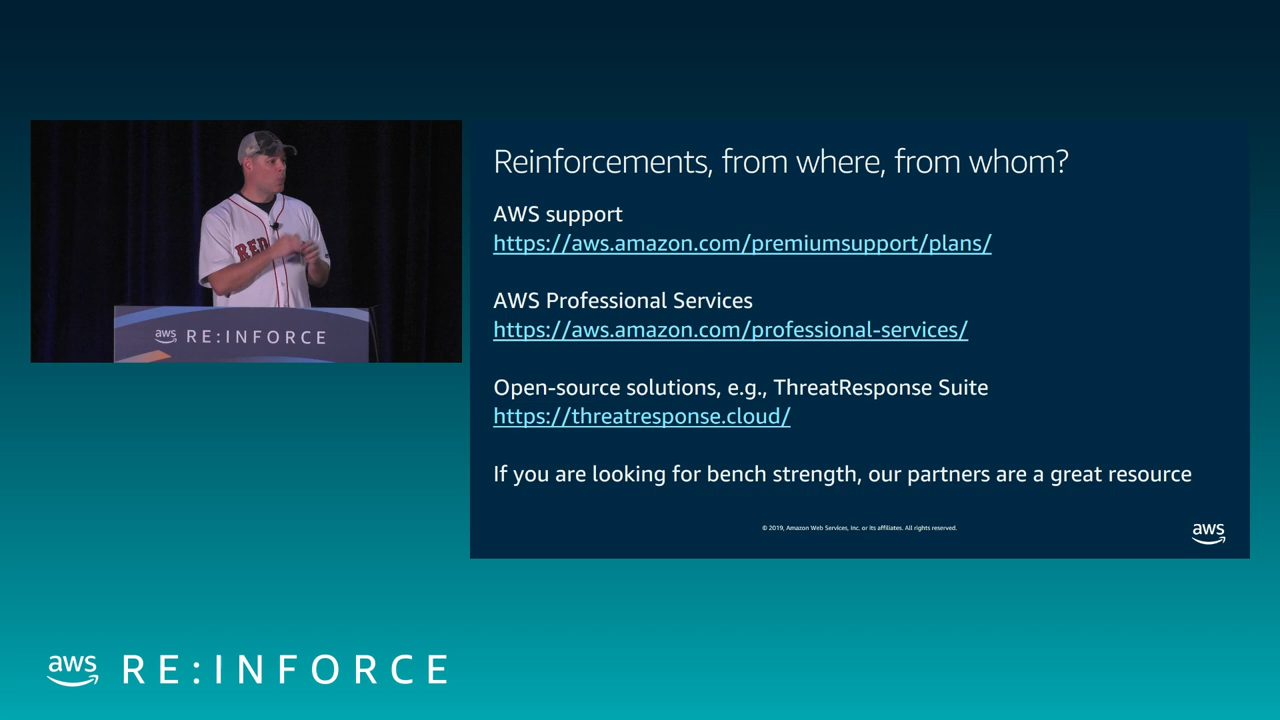 Reinforcements, from where, from whom?
AWS support
https://aws.amazon.com/premiumsupport/plans/
AWS Professional Services
https://aws.amazon.com/professional-services/
Open-source solutions, e.g., ThreatResponse Suite
https://threatresponse.cloud/
If you are looking for bench strength, our partners are a great resource
© 2019, Amazon Web Services, Inc. or its affiliates. All rights reserved.
aws
RED
aws RE:INFORCE
aws RE:INFORCE